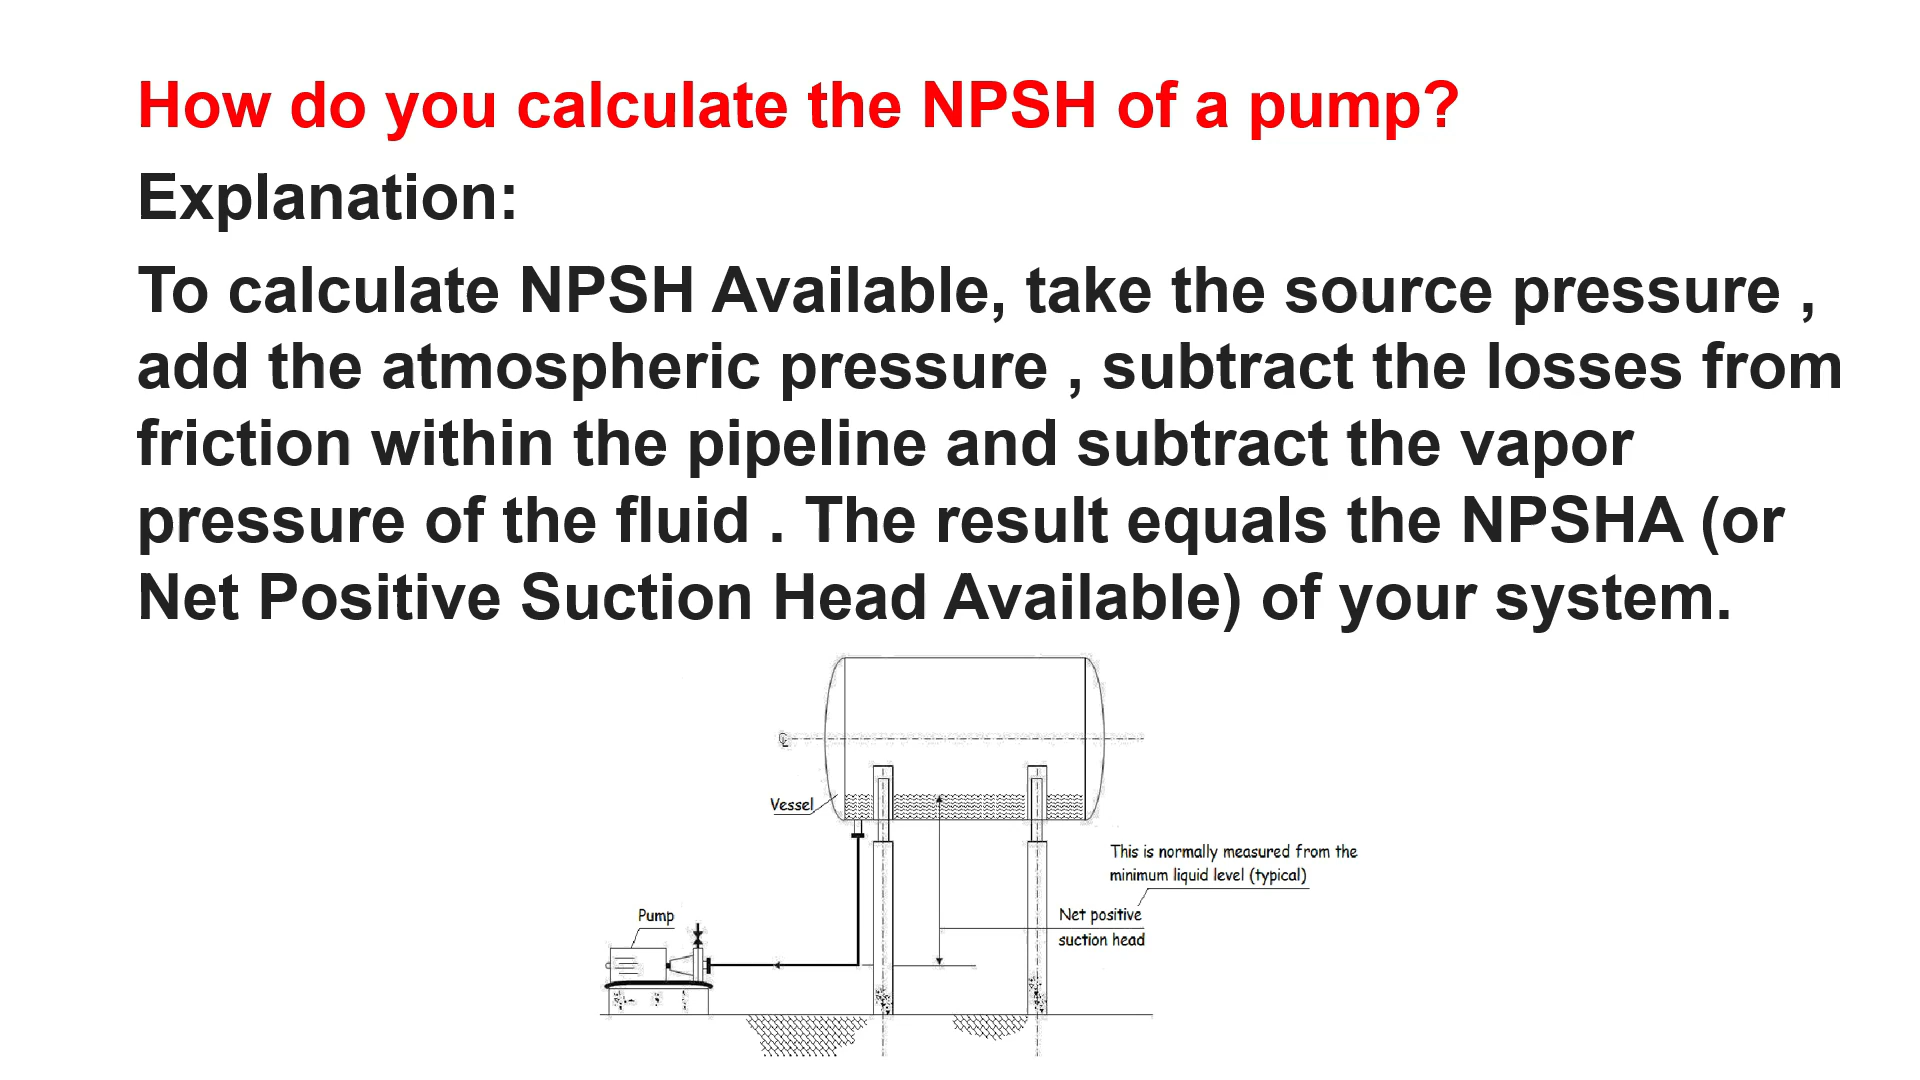 How do you calculate the NPSH of a pump?
Explanation:
To calculate NPSH Available, take the source pressure ,
add the atmospheric pressure , subtract the losses from
friction within the pipeline and subtract the vapor
pressure of the fluid . The result equals the NPSHA (or
Net Positive Suction Head Available) of your system.
℄
Vessel
This is normally measured from the
minimum liquid level (typical)
Pump
Net positive
suction head